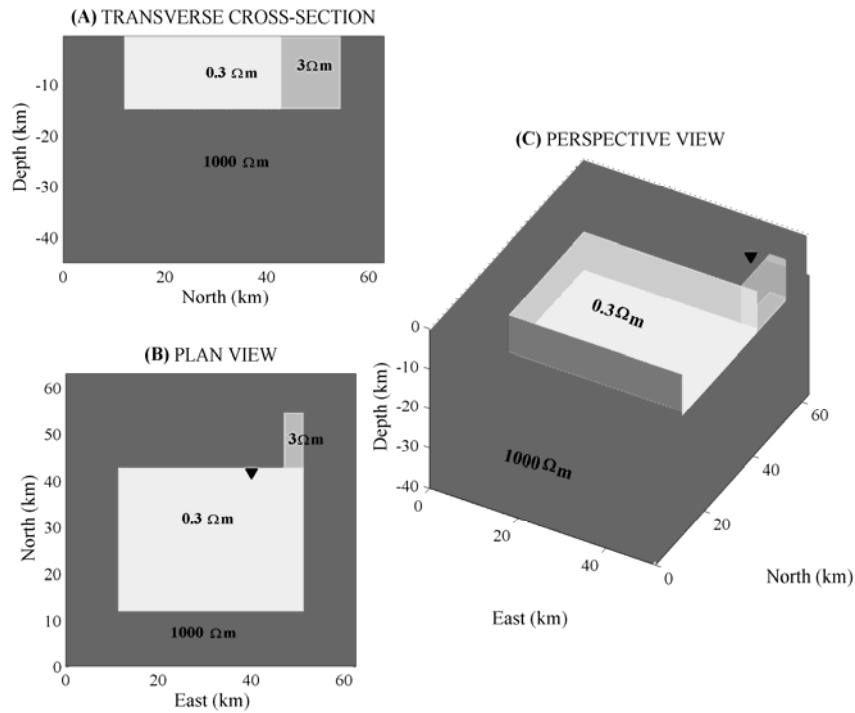 (A) TRANSVERSE CROSS-SECTION
0.3 Ωm
3Ωm
1000 Ωm
Depth (km)
-10
-20
-30
-40
0
20
40
60
North (km)
(B) PLAN VIEW
60
50
40
30
20
10
0
3Ωm
0.3 Ωm
1000 Ωm
North (km)
0
20
40
60
East (km)
(C) PERSPECTIVE VIEW
0.3Ωm
1000Ωm
Depth (km)
0
-10
-20
-30
-40
0
20
40
East (km)
0
20
40
60
North (km)